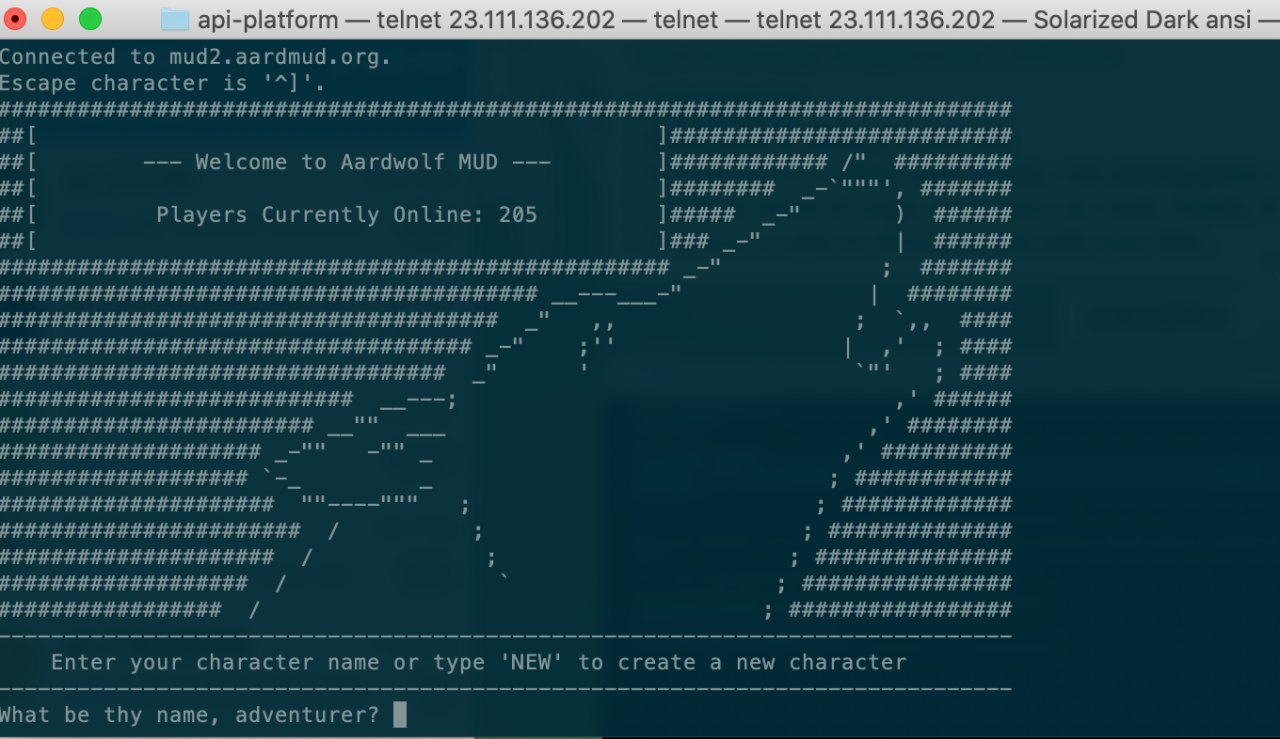 api-platform — telnet 23.111.136.202 — telnet — telnet 23.111.136.202 — Solarized Dark ansi —
Connected to mud2.aardmud.org.
Escape character is '^]'.
--- Welcome to Aardwolf MUD ---
Players Currently Online: 205
Enter your character name or type 'NEW' to create a new character
What be thy name, adventurer?